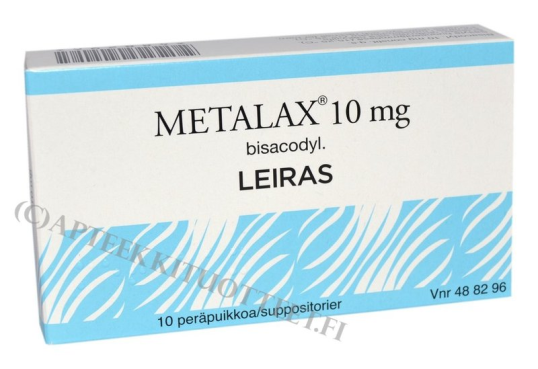 METALAX® 10 mg
bisacodyl.
LEIRAS
(C)APTEEKKITUOTTEET.FI
10 peräpuikkoa/suppositorier
Vnr 48 82 96